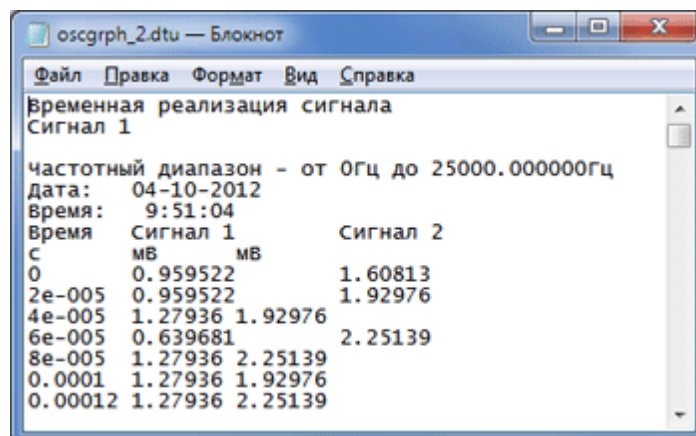 oscgrph_2.dtu — Блокнот
Файл Правка Формат Вид Справка
Временная реализация сигнала
Сигнал 1
Частотный диапазон - от 0Гц до 25000.000000Гц
Дата: 04-10-2012
Время: 9:51:04
Время Сигнал 1 Сигнал 2
с мВ мВ
0 0.959522 1.60813
2e-005 0.959522 1.92976
4e-005 1.27936 1.92976
6e-005 0.639681 2.25139
8e-005 1.27936 2.25139
0.0001 1.27936 1.92976
0.00012 1.27936 2.25139